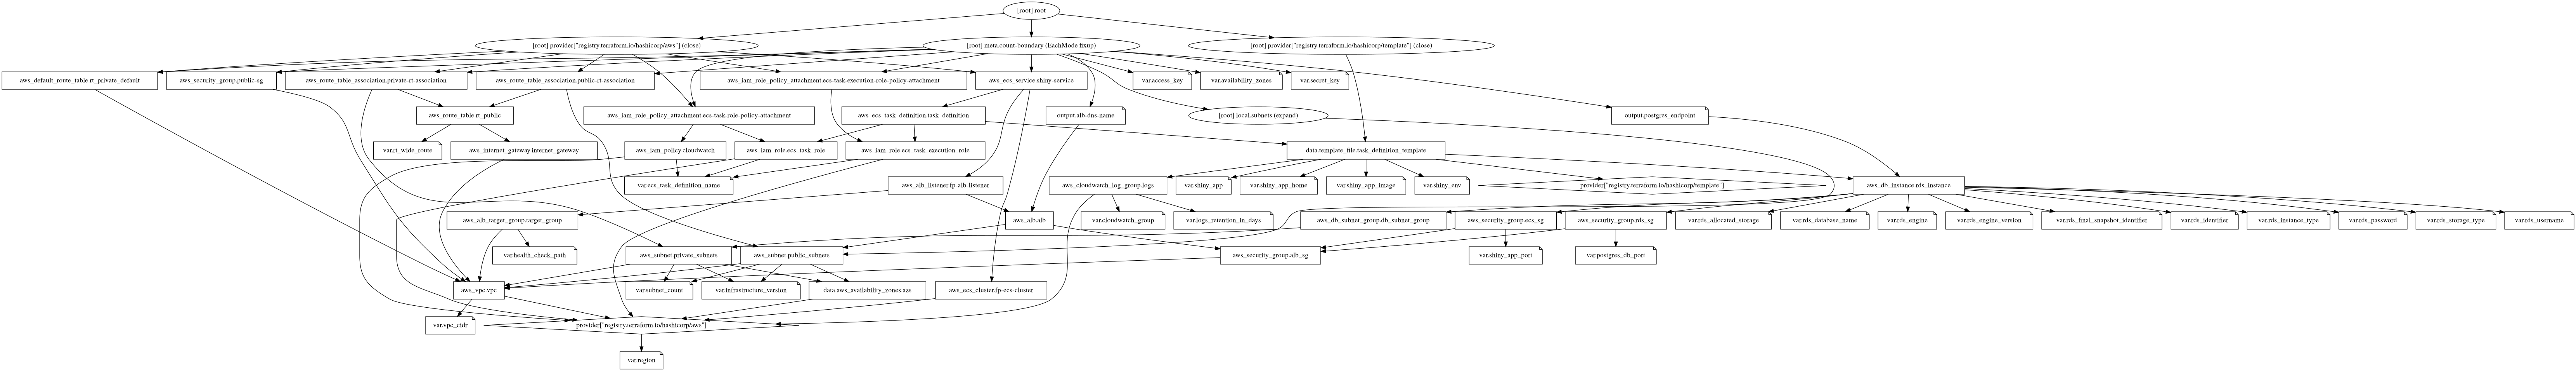 [root] root
[root] provider["registry.terraform.io/hashicorp/aws"] (close)
[root] meta.count-boundary (EachMode fixup)
[root] provider["registry.terraform.io/hashicorp/template"] (close)
aws_default_route_table.rt_private_default
aws_security_group.public-sg
aws_route_table_association.private-rt-association
aws_route_table_association.public-rt-association
aws_iam_role_policy_attachment.ecs-task-execution-role-policy-attachment
aws_ecs_service.shiny-service
var.access_key
var.availability_zones
var.secret_key
aws_route_table.rt_public
aws_iam_role_policy_attachment.ecs-task-role-policy-attachment
aws_ecs_task_definition.task_definition
output.alb-dns-name
[root] local.subnets (expand)
output.postgres_endpoint
var.rt_wide_route
aws_internet_gateway.internet_gateway
aws_iam_policy.cloudwatch
aws_iam_role.ecs_task_role
aws_iam_role.ecs_task_execution_role
data.template_file.task_definition_template
var.ecs_task_definition_name
aws_alb_listener.fp-alb-listener
aws_cloudwatch_log_group.logs
var.shiny_app
var.shiny_app_home
var.shiny_app_image
var.shiny_env
provider["registry.terraform.io/hashicorp/template"]
aws_db_instance.rds_instance
aws_alb_target_group.target_group
aws_alb.alb
var.cloudwatch_group
var.logs_retention_in_days
aws_db_subnet_group.db_subnet_group
aws_security_group.ecs_sg
aws_security_group.rds_sg
var.rds_allocated_storage
var.rds_database_name
var.rds_engine
var.rds_engine_version
var.rds_final_snapshot_identifier
var.rds_identifier
var.rds_instance_type
var.rds_password
var.rds_storage_type
var.rds_username
var.health_check_path
aws_subnet.private_subnets
aws_subnet.public_subnets
aws_security_group.alb_sg
var.shiny_app_port
var.postgres_db_port
aws_vpc.vpc
var.subnet_count
var.infrastructure_version
data.aws_availability_zones.azs
aws_ecs_cluster.fp-ecs-cluster
var.vpc_cidr
provider["registry.terraform.io/hashicorp/aws"]
var.region